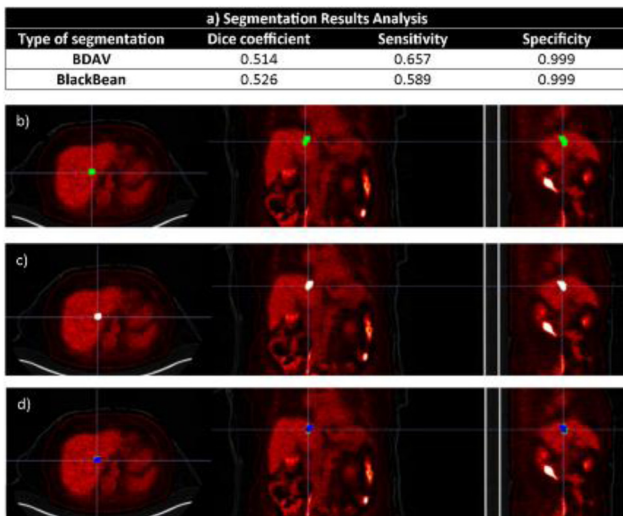 a) Segmentation Results Analysis
Type of segmentation Dice coefficient Sensitivity Specificity
BDAV 0.514 0.657 0.999
BlackBean 0.526 0.589 0.999
b)
c)
d)